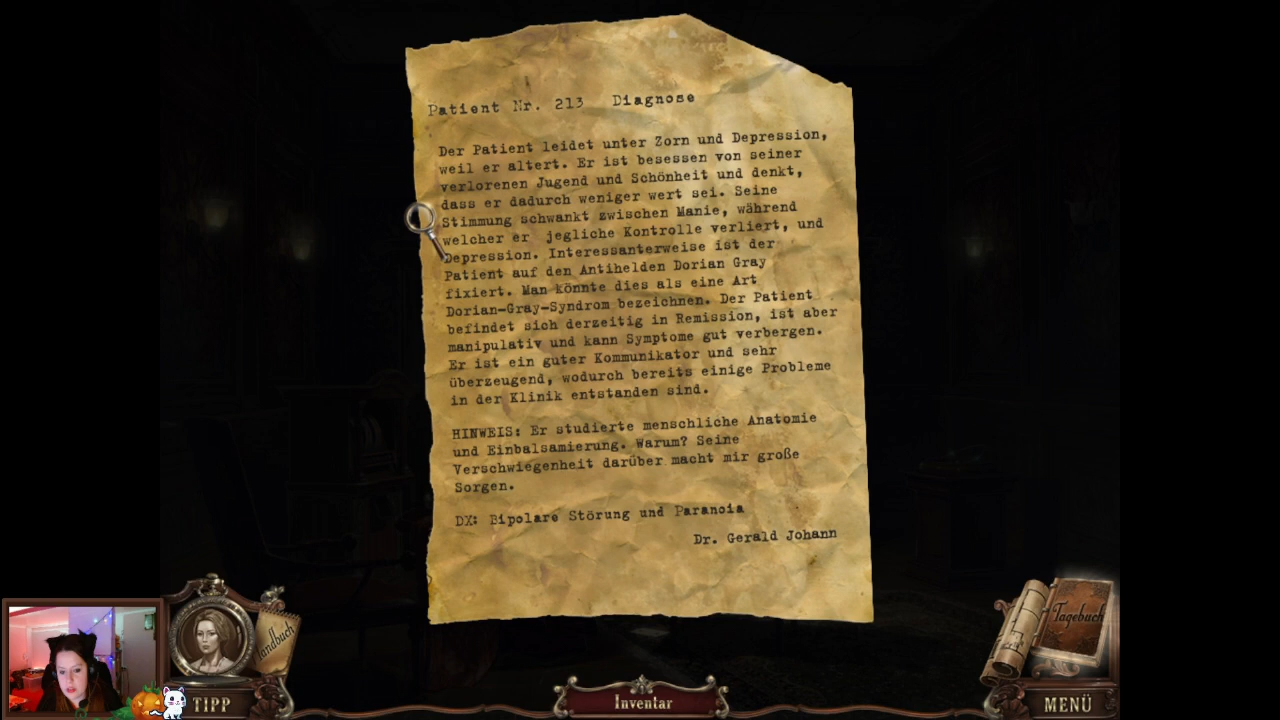 Patient Nr. 213 Diagnose
Der Patient leidet unter Zorn und Depression,
weil er altert. Er ist besessen von seiner
verlorenen Jugend und Schönheit und denkt,
dass er dadurch weniger wert sei. Seine
Stimmung schwankt zwischen Manie, während
welcher er jegliche Kontrolle verliert, und
Depression. Interessanterweise ist der
Patient auf den Antihelden Dorian Gray
fixiert. Man könnte dies als eine Art
Dorian-Gray-Syndrom bezeichnen. Der Patient
befindet sich derzeitig in Remission, ist aber
manipulativ und kann Symptome gut verbergen.
Er ist ein guter Kommunikator und sehr
überzeugend, wodurch bereits einige Probleme
in der Klinik entstanden sind.
HINWEIS: Er studierte menschliche Anatomie
und Einbalsamierung. Warum? Seine
Verschwiegenheit darüber macht mir große
Sorgen.
DX: Bipolare Störung und Paranoia
Dr. Gerald Johann
Handbuch
Tagebuch
TIPP
Inventar
MENÜ